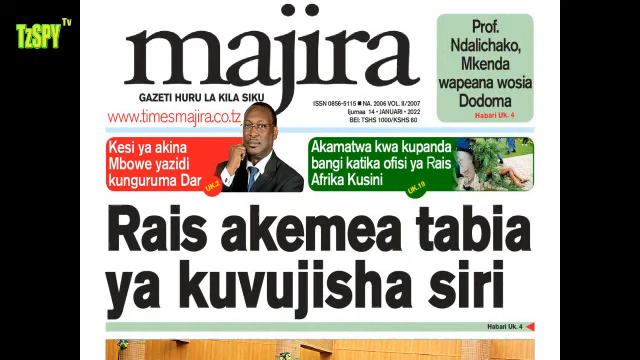 TzSPY Tv
majira
GAZETI HURU LA KILA SIKU
www.timesmajira.co.tz
ISSN 0856-5115 ■ NA. 2006 VOL. II/2007
Ijumaa 14 • JANUARI • 2022
BEI: TSHS 1000/KSHS 60
Prof.
Ndalichako,
Mkenda
wapeana wosia
Dodoma
Habari Uk. 4
Kesi ya akina
Mbowe yazidi
kunguruma Dar
UK.2
Akamatwa kwa kupanda
bangi katika ofisi ya Rais
Afrika Kusini
UK.19
Rais akemea tabia
ya kuvujisha siri
Habari Uk. 4